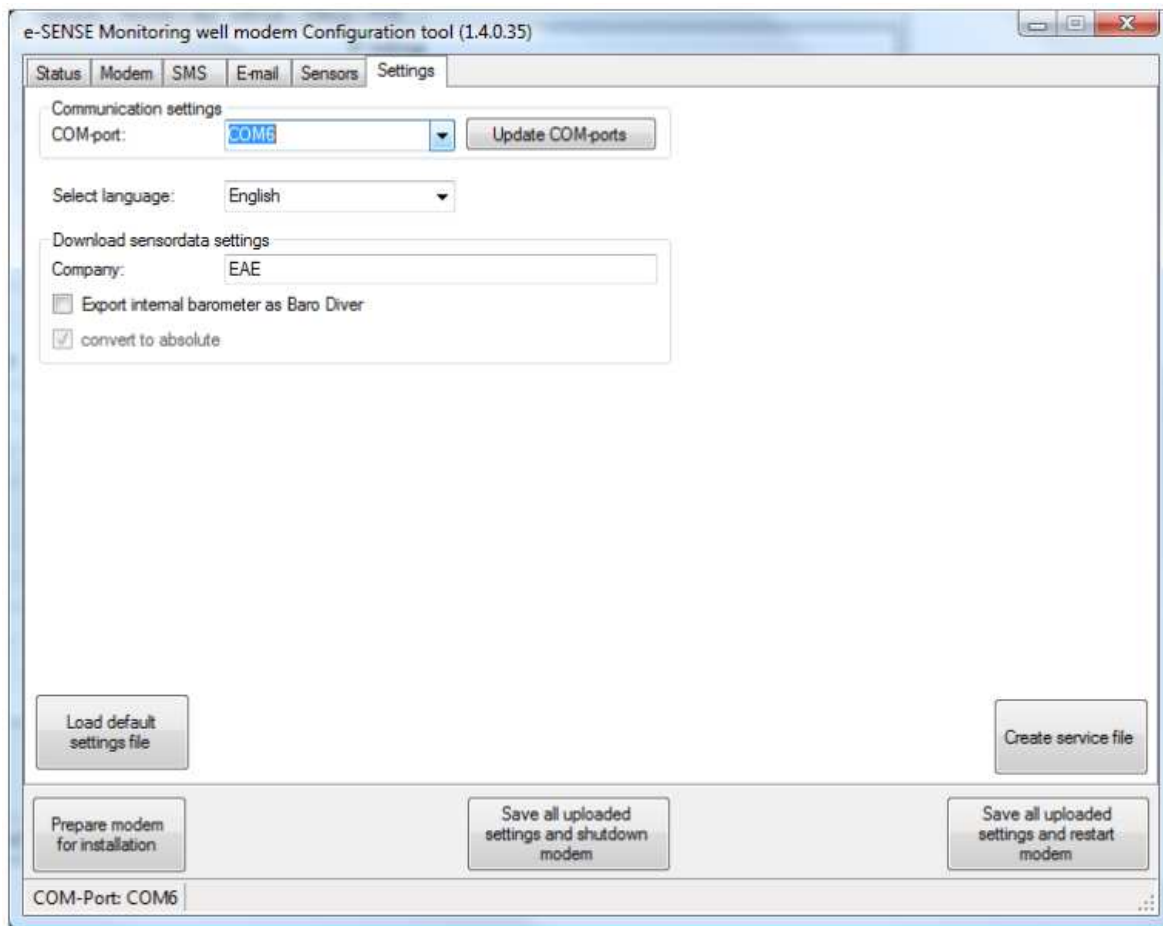 e-SENSE Monitoring well modem Configuration tool (1.4.0.35)
Status Modem SMS E-mail Sensors Settings
Communication settings
COM-port: COM6 Update COM-ports
Select language: English
Download sensordata settings
Company: EAE
Export internal barometer as Baro Diver
convert to absolute
Load default
settings file
Create service file
Prepare modem
for installation
Save all uploaded
settings and shutdown
modem
Save all uploaded
settings and restart
modem
COM-Port: COM6